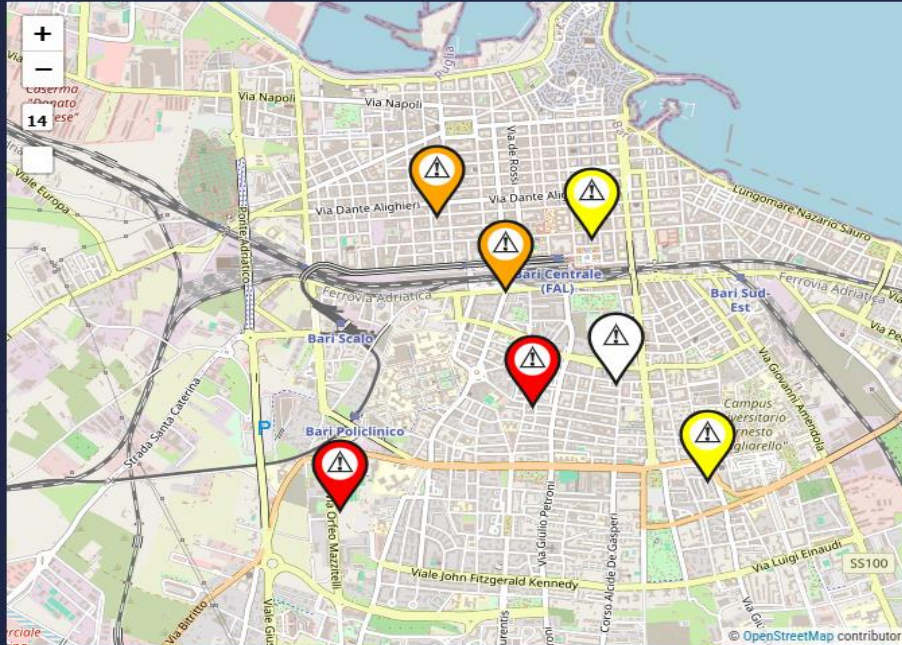 +
−
14
Caserma
"Donato
Via Napoli
Via Napoli
Puglia
Viale Europa
Ponte Adriatico
Via de Rossi
Via Dante Alighieri
Via Dante
Lungomare Nazario Sauro
Bari Centrale
(FAL)
Ferrovia Adriatica
Ferrovia Adriatica
Bari Sud-
Est
Bari Scalo
Via Giovanni Amendola
Strada Santa Caterina
Campus
P
Bari Policlinico
Via Orfeo Mazzitelli
Via Giulio Petroni
Corso Alcide De Gasperi
Via Luigi Einaudi
SS100
Viale John Fitzgerald Kennedy
Via Bitritto
© OpenStreetMap contributor